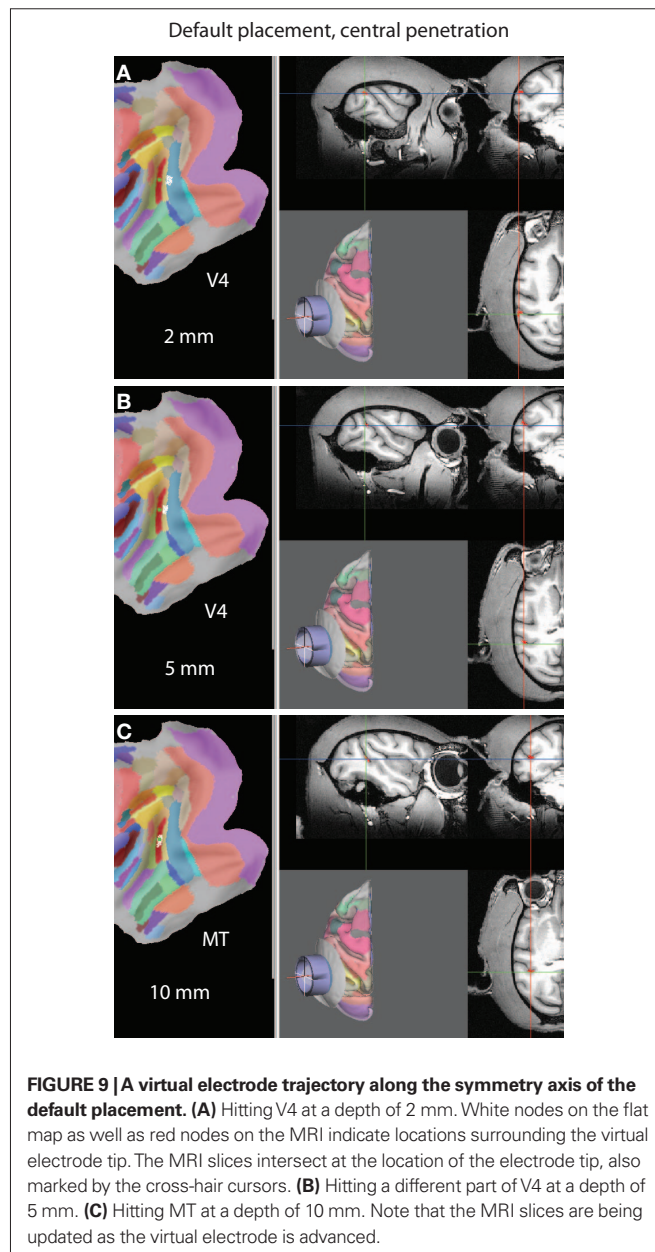 Default placement, central penetration
A
V4
2 mm
B
V4
5 mm
C
MT
10 mm
FIGURE 9 | A virtual electrode trajectory along the symmetry axis of the
default placement. (A) Hitting V4 at a depth of 2 mm. White nodes on the flat
map as well as red nodes on the MRI indicate locations surrounding the virtual
electrode tip. The MRI slices intersect at the location of the electrode tip, also
marked by the cross-hair cursors. (B) Hitting a different part of V4 at a depth of
5 mm. (C) Hitting MT at a depth of 10 mm. Note that the MRI slices are being
updated as the virtual electrode is advanced.